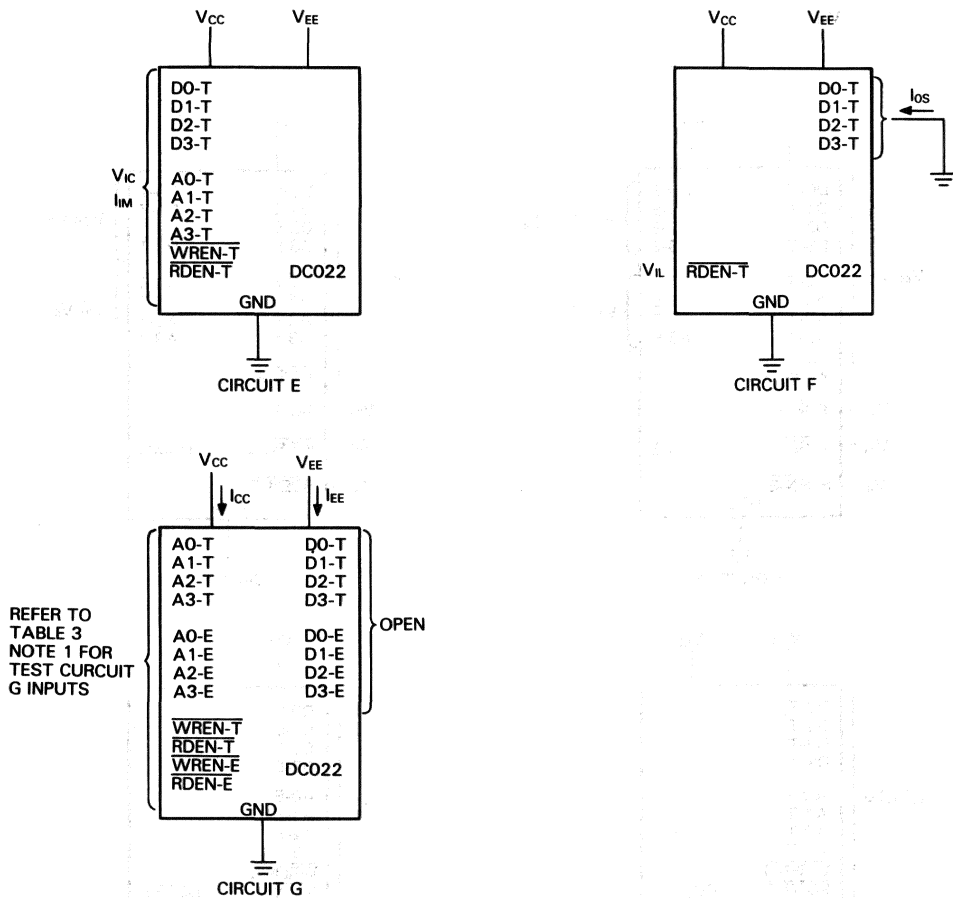 VCC VEE
D0-T
D1-T
D2-T
D3-T
VIC
IIM
A0-T
A1-T
A2-T
A3-T
WREN-T
RDEN-T DC022
GND
CIRCUIT E
VCC VEE
D0-T
D1-T
D2-T
D3-T
IOS
VIL RDEN-T DC022
GND
CIRCUIT F
VCC VEE
ICC IEE
A0-T D0-T
A1-T D1-T
A2-T D2-T
A3-T D3-T
A0-E D0-E
A1-E D1-E
A2-E D2-E
A3-E D3-E
OPEN
REFER TO
TABLE 3
NOTE 1 FOR
TEST CURCUIT
G INPUTS
WREN-T
RDEN-T
WREN-E DC022
RDEN-E
GND
CIRCUIT G